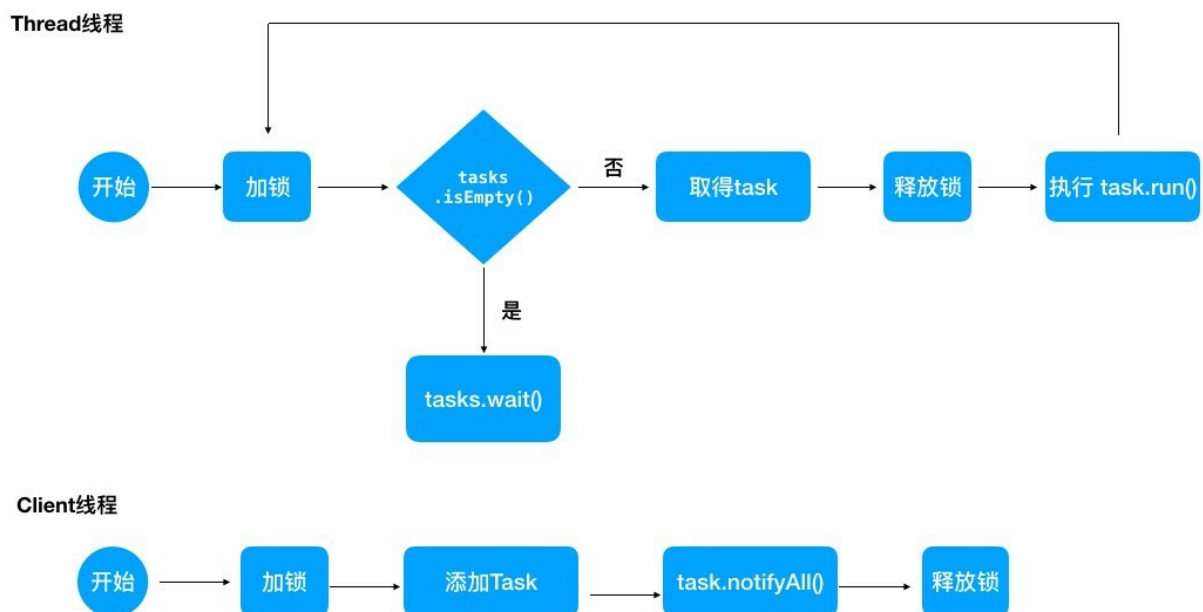 Thread线程
开始
加锁
tasks
.isEmpty()
否
取得task
释放锁
执行 task.run()
是
tasks.wait()
Client线程
开始
加锁
添加Task
task.notifyAll()
释放锁